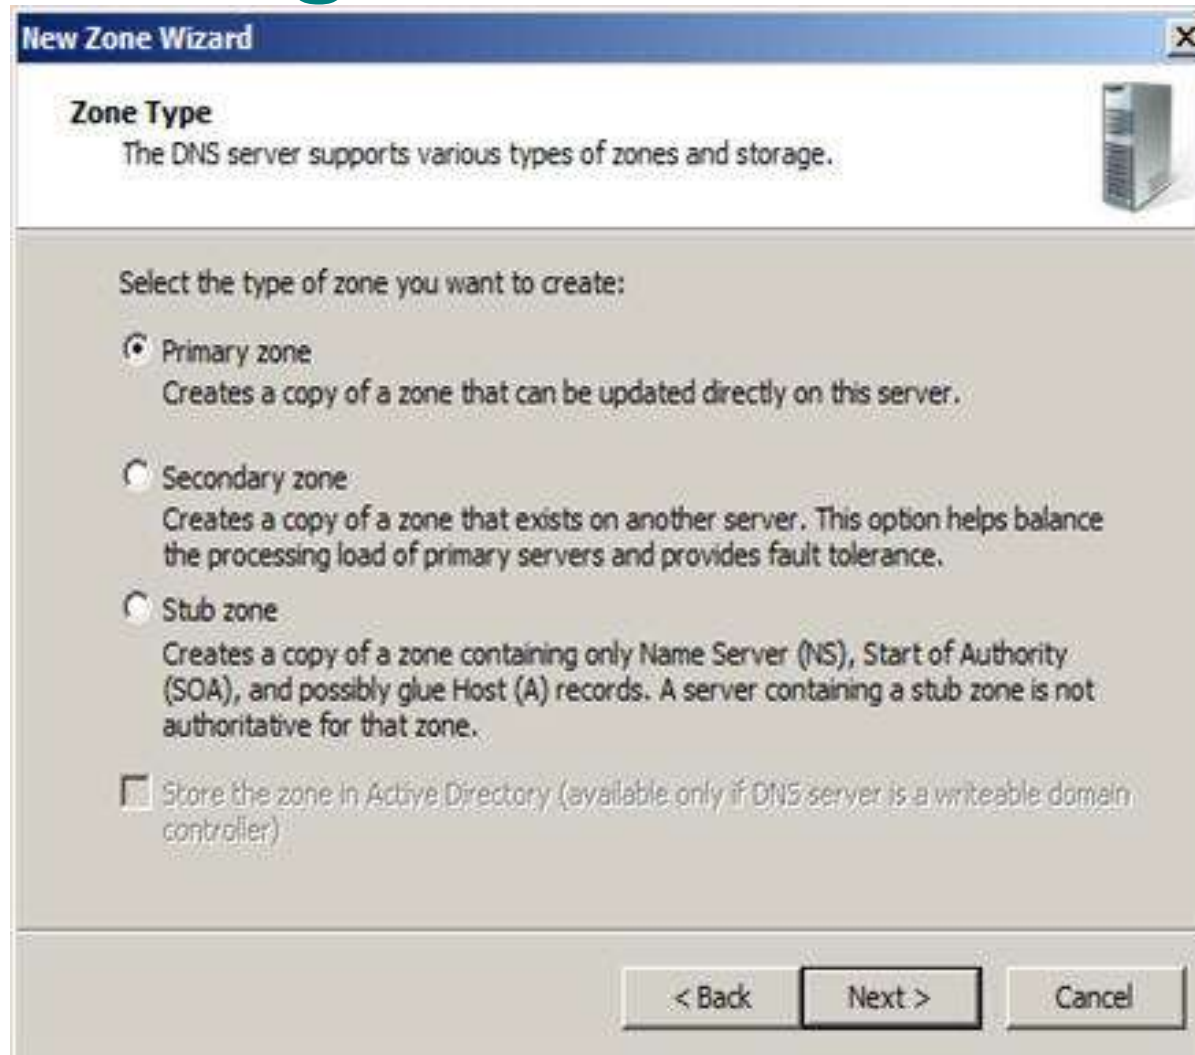 New Zone Wizard
Zone Type
The DNS server supports various types of zones and storage.
Select the type of zone you want to create:
Primary zone
Creates a copy of a zone that can be updated directly on this server.
Secondary zone
Creates a copy of a zone that exists on another server. This option helps balance
the processing load of primary servers and provides fault tolerance.
Stub zone
Creates a copy of a zone containing only Name Server (NS), Start of Authority
(SOA), and possibly glue Host (A) records. A server containing a stub zone is not
authoritative for that zone.
Store the zone in Active Directory (available only if DNS server is a writeable domain
controller)
< Back Next > Cancel